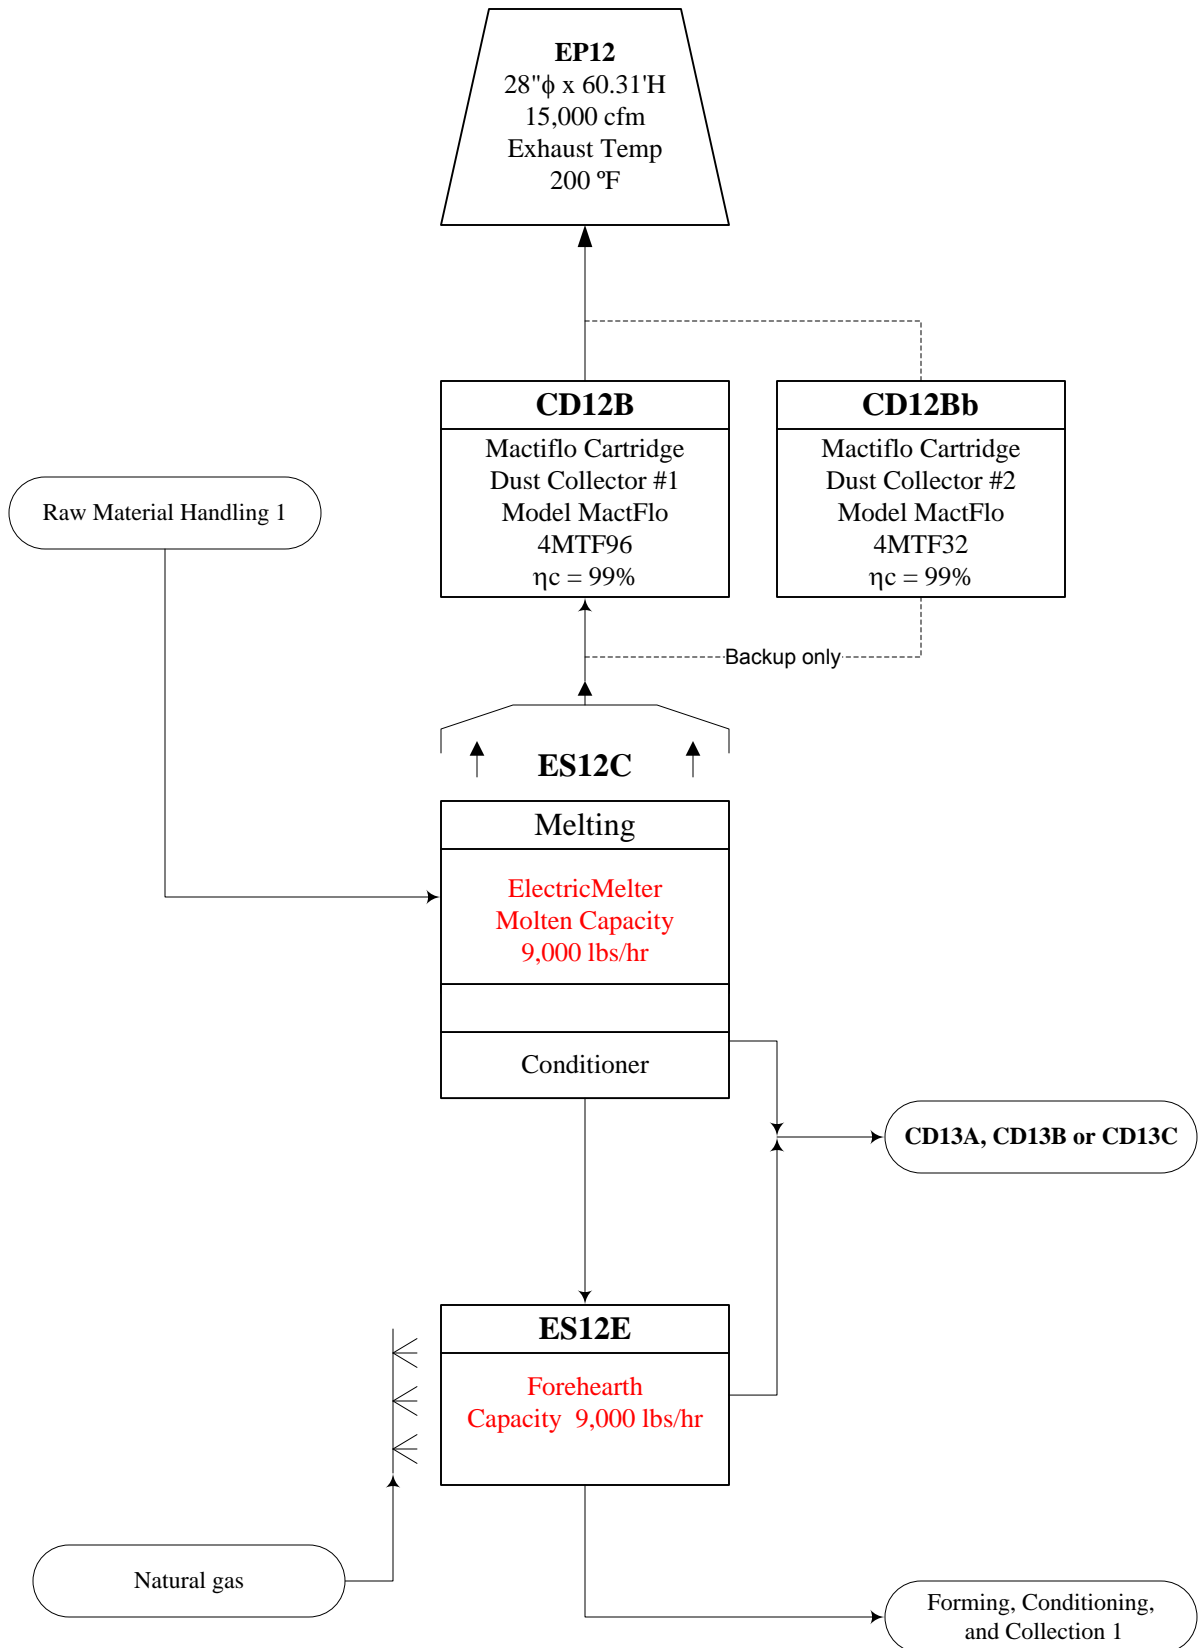 EP12
28"ϕ x 60.31'H
15,000 cfm
Exhaust Temp
200 ºF
CD12B
Mactiflo Cartridge
Dust Collector #1
Model MactFlo
4MTF96
ηc = 99%
CD12Bb
Mactiflo Cartridge
Dust Collector #2
Model MactFlo
4MTF32
ηc = 99%
Raw Material Handling 1
Backup only
ES12C
Melting
ElectricMelter
Molten Capacity
9,000 lbs/hr
Conditioner
CD13A, CD13B or CD13C
ES12E
Forehearth
Capacity 9,000 lbs/hr
Natural gas
Forming, Conditioning,
and Collection 1